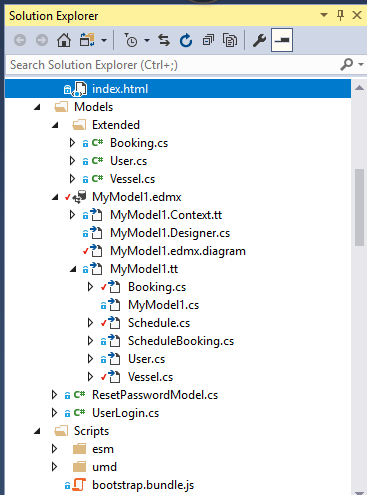 Solution Explorer
Search Solution Explorer (Ctrl+;)
index.html
Models
Extended
Booking.cs
User.cs
Vessel.cs
MyModel1.edmx
MyModel1.Context.tt
MyModel1.Designer.cs
MyModel1.edmx.diagram
MyModel1.tt
Booking.cs
MyModel1.cs
Schedule.cs
ScheduleBooking.cs
User.cs
Vessel.cs
ResetPasswordModel.cs
UserLogin.cs
Scripts
esm
umd
bootstrap.bundle.js